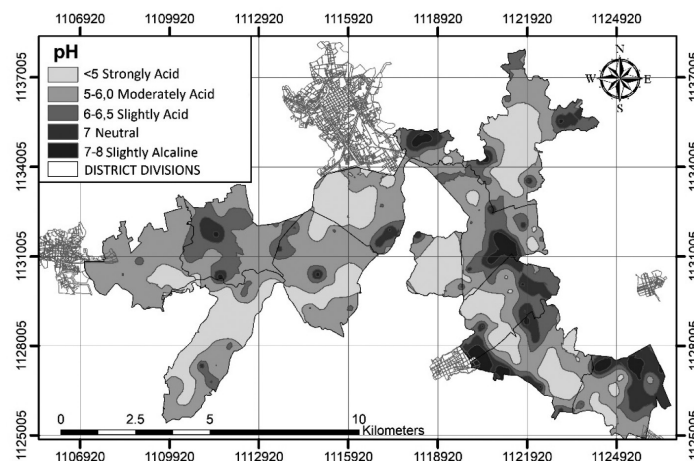 1106920 1109920 1112920 1115920 1118920 1121920 1124920
pH
<5 Strongly Acid
5-6,0 Moderately Acid
6-6,5 Slightly Acid
7 Neutral
7-8 Slightly Alcaline
DISTRICT DIVISIONS
N
W E
S
1137005 1137005
1134005 1134005
1131005 1131005
1128005 1128005
1125005 1125005
0 2.5 5 10
Kilometers
1106920 1109920 1112920 1115920 1118920 1121920 1124920